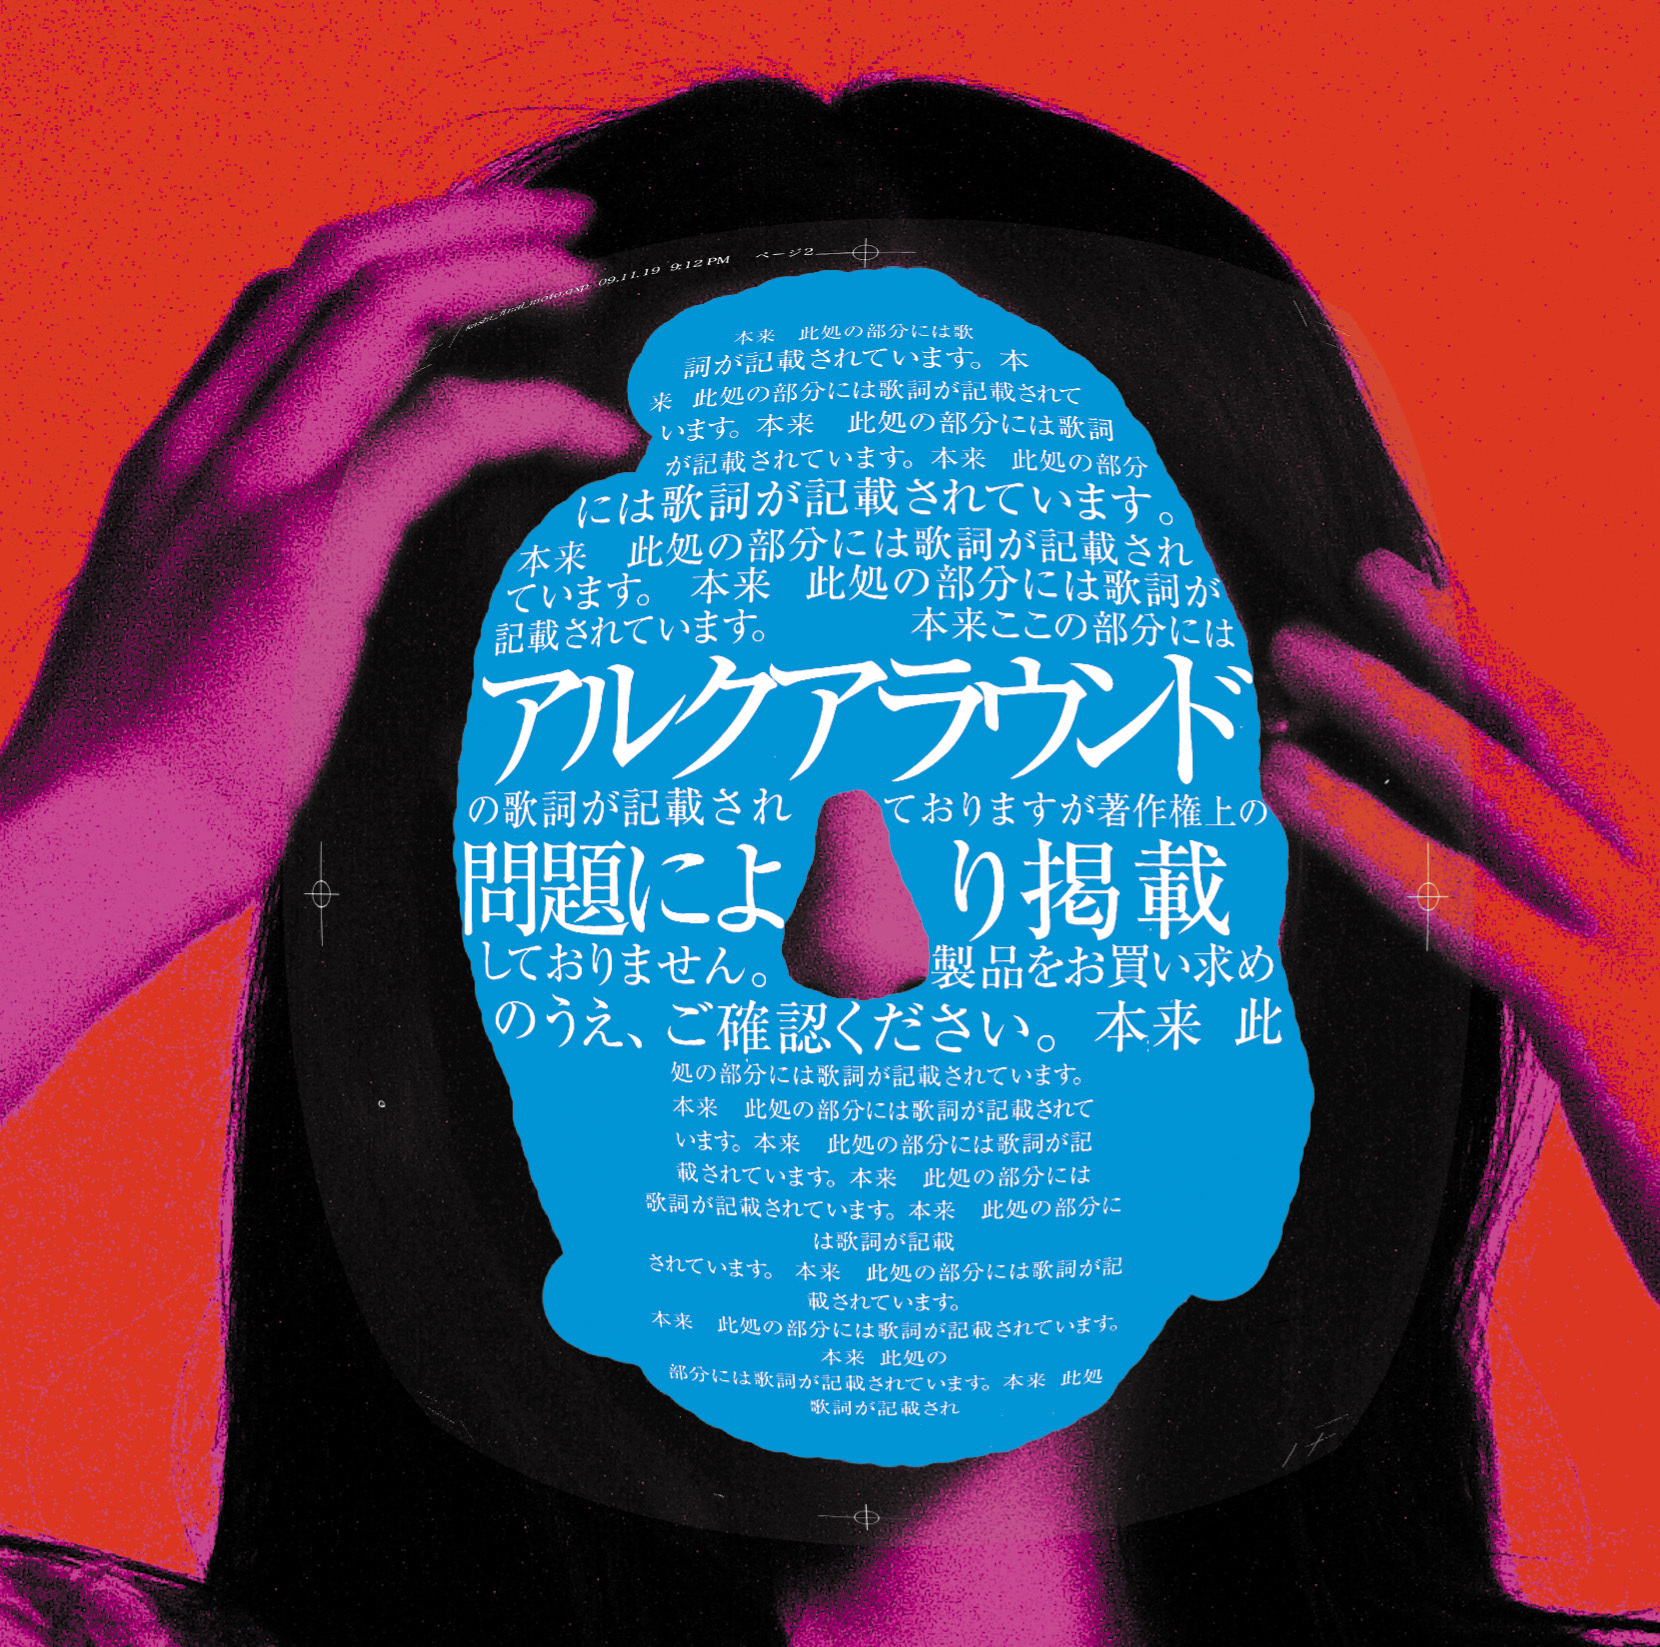 09.11.19 9:12 PM ページ2
本来　此処の部分には歌
詞が記載されています。本
来　此処の部分には歌詞が記載されて
います。本来　此処の部分には歌詞
が記載されています。本来　此処の部分
には歌詞が記載されています。
本来　此処の部分には歌詞が記載され
ています。　本来　此処の部分には歌詞が
記載されています。　本来ここの部分には
アルクアラウンド
の歌詞が記載され　ておりますが著作権上の
問題によ　り掲載
しておりません。　製品をお買い求め
のうえ、ご確認ください。本来　此
処の部分には歌詞が記載されています。
本来　此処の部分には歌詞が記載されて
います。本来　此処の部分には歌詞が記
載されています。本来　此処の部分には
歌詞が記載されています。本来　此処の部分に
は歌詞が記載
されています。　本来　此処の部分には歌詞が記
載されています。
本来　此処の部分には歌詞が記載されています。
本来　此処の
部分には歌詞が記載されています。本来　此処
歌詞が記載され